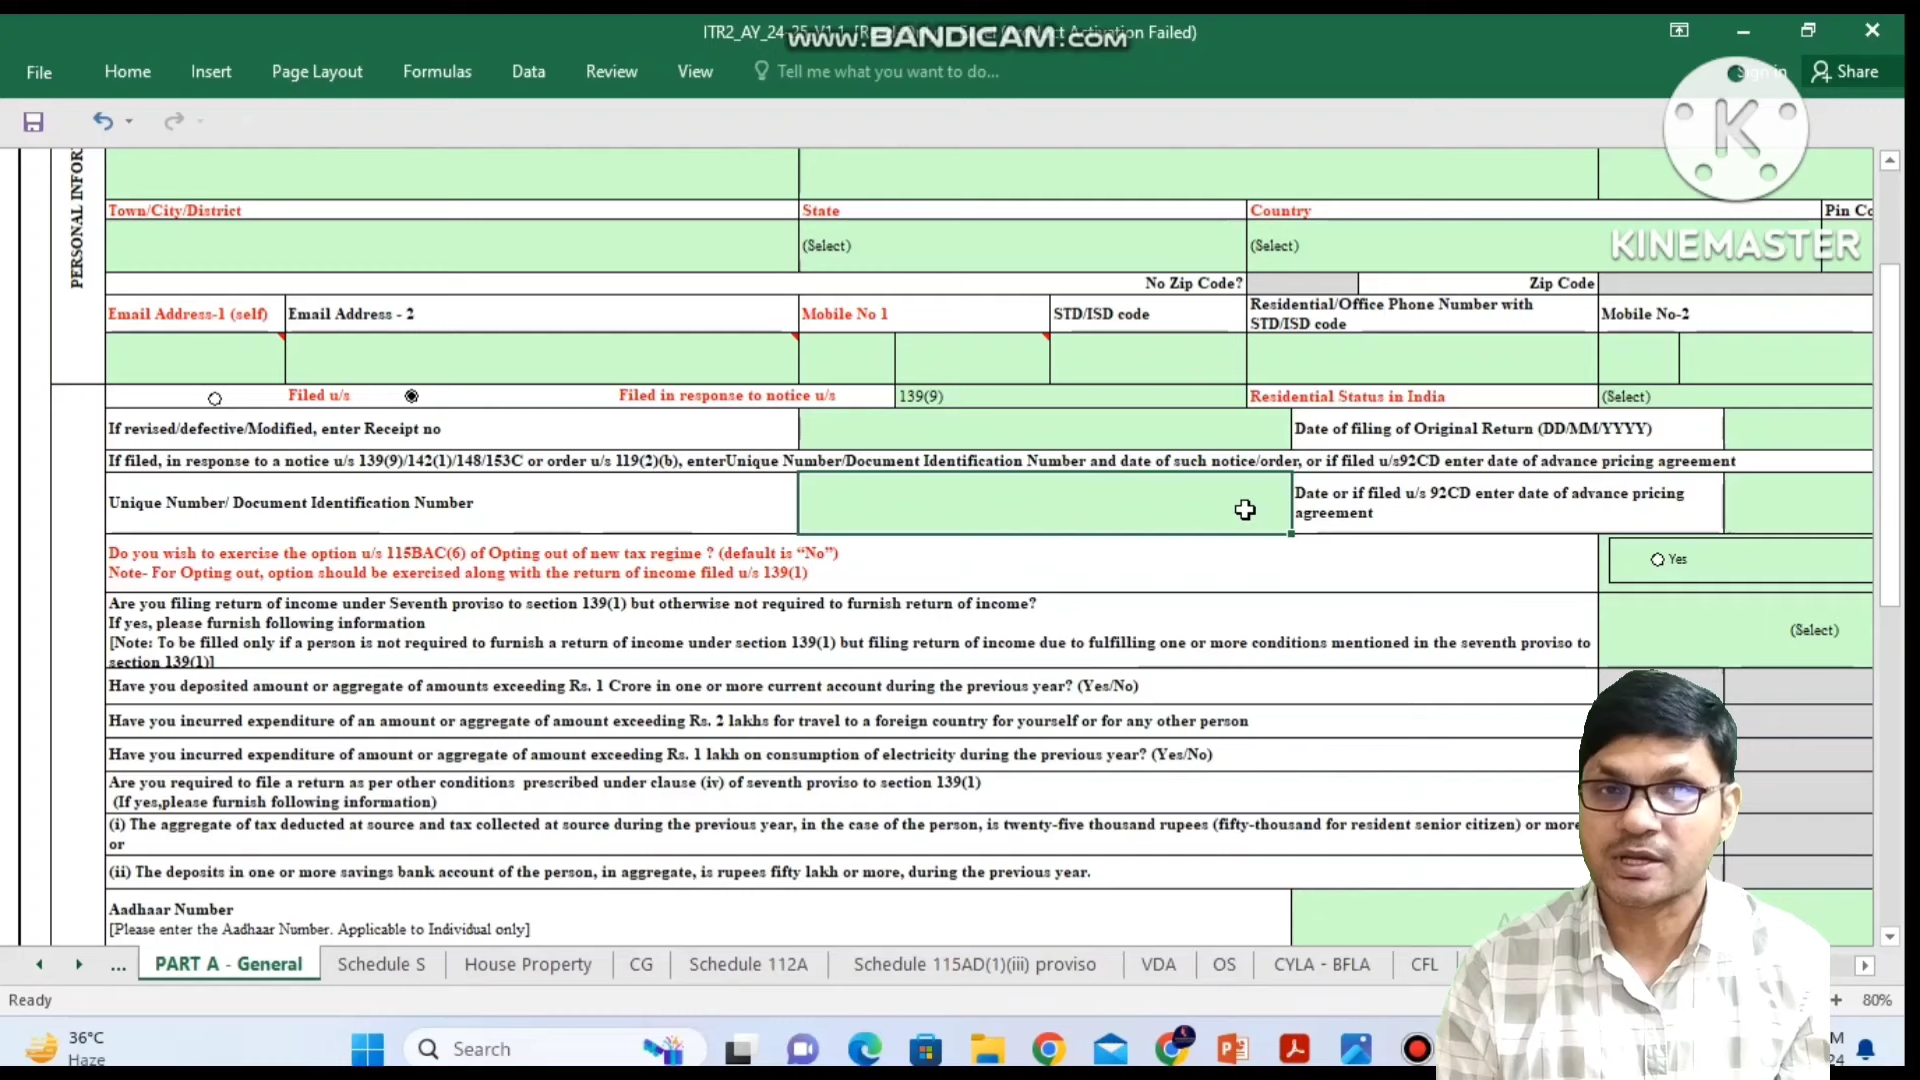 ITR2_AY_24-25_V1.1 Activation Failed)
www.BANDICAM.com
File Home Insert Page Layout Formulas Data Review View Tell me what you want to do... Sign in Share
K
KINEMASTER
PERSONAL INFOR
Town/City/District State Country Pin Co
(Select) (Select)
No Zip Code? Zip Code
Email Address-1 (self) Email Address - 2 Mobile No 1 STD/ISD code Residential/Office Phone Number with
STD/ISD code Mobile No-2
Filed u/s Filed in response to notice u/s 139(9) Residential Status in India (Select)
If revised/defective/Modified, enter Receipt no Date of filing of Original Return (DD/MM/YYYY)
If filed, in response to a notice u/s 139(9)/142(1)/148/153C or order u/s 119(2)(b), enterUnique Number/Document Identification Number and date of such notice/order, or if filed u/s92CD enter date of advance pricing agreement
Unique Number/ Document Identification Number Date or if filed u/s 92CD enter date of advance pricing
agreement
Do you wish to exercise the option u/s 115BAC(6) of Opting out of new tax regime ? (default is “No”)
Note- For Opting out, option should be exercised along with the return of income filed u/s 139(1)
Yes
Are you filing return of income under Seventh proviso to section 139(1) but otherwise not required to furnish return of income?
If yes, please furnish following information
[Note: To be filled only if a person is not required to furnish a return of income under section 139(1) but filing return of income due to fulfilling one or more conditions mentioned in the seventh proviso to
section 139(1)]
(Select)
Have you deposited amount or aggregate of amounts exceeding Rs. 1 Crore in one or more current account during the previous year? (Yes/No)
Have you incurred expenditure of an amount or aggregate of amount exceeding Rs. 2 lakhs for travel to a foreign country for yourself or for any other person
Have you incurred expenditure of amount or aggregate of amount exceeding Rs. 1 lakh on consumption of electricity during the previous year? (Yes/No)
Are you required to file a return as per other conditions prescribed under clause (iv) of seventh proviso to section 139(1)
(If yes,please furnish following information)
(i) The aggregate of tax deducted at source and tax collected at source during the previous year, in the case of the person, is twenty-five thousand rupees (fifty-thousand for resident senior citizen) or more
or
(ii) The deposits in one or more savings bank account of the person, in aggregate, is rupees fifty lakh or more, during the previous year.
Aadhaar Number
[Please enter the Aadhaar Number. Applicable to Individual only]
... PART A - General Schedule S House Property CG Schedule 112A Schedule 115AD(1)(iii) proviso VDA OS CYLA - BFLA CFL
Ready 80%
36°C
Haze
Search